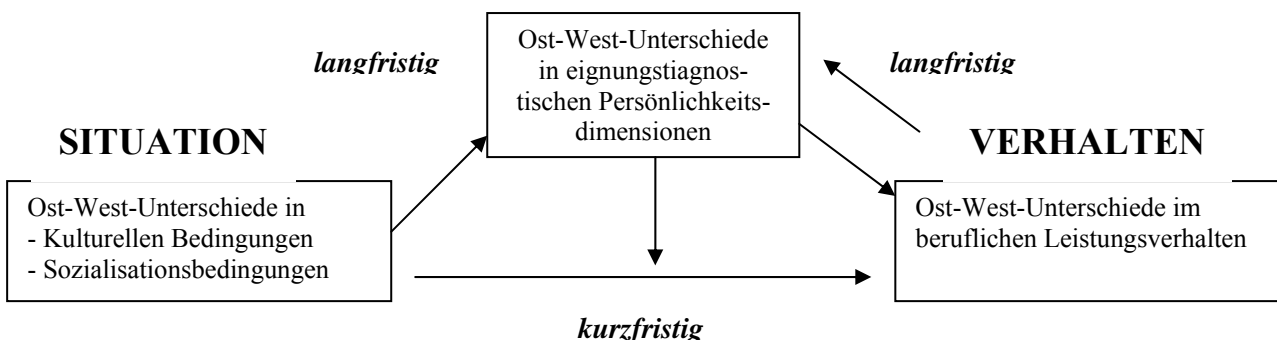 Ost-West-Unterschiede
in eignungstiagnos-
tischen Persönlichkeits-
dimensionen
langfristig
langfristig
SITUATION
VERHALTEN
Ost-West-Unterschiede in
- Kulturellen Bedingungen
- Sozialisationsbedingungen
Ost-West-Unterschiede im
beruflichen Leistungsverhalten
kurzfristig